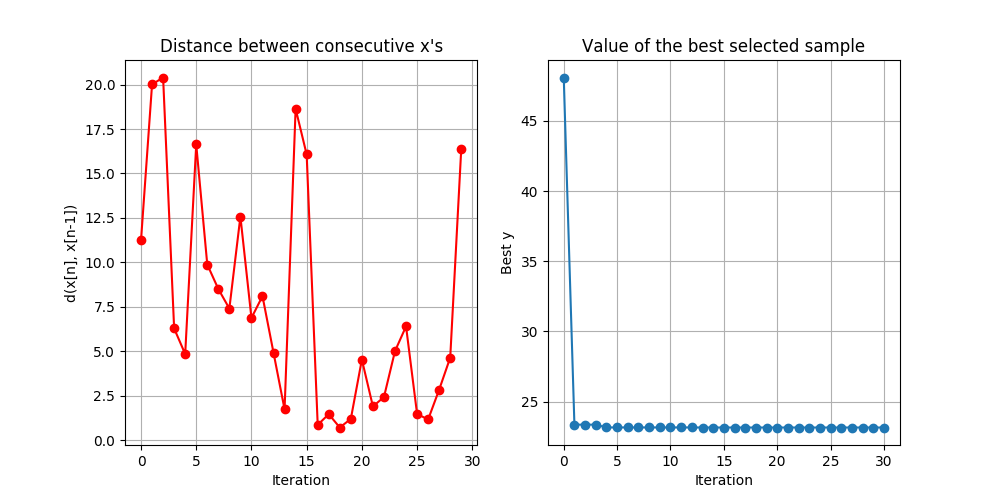 Distance between consecutive x's
d(x[n], x[n-1])
20.0
17.5
15.0
12.5
10.0
7.5
5.0
2.5
0.0
0 5 10 15 20 25 30
Iteration
Value of the best selected sample
Best y
45
40
35
30
25
0 5 10 15 20 25 30
Iteration